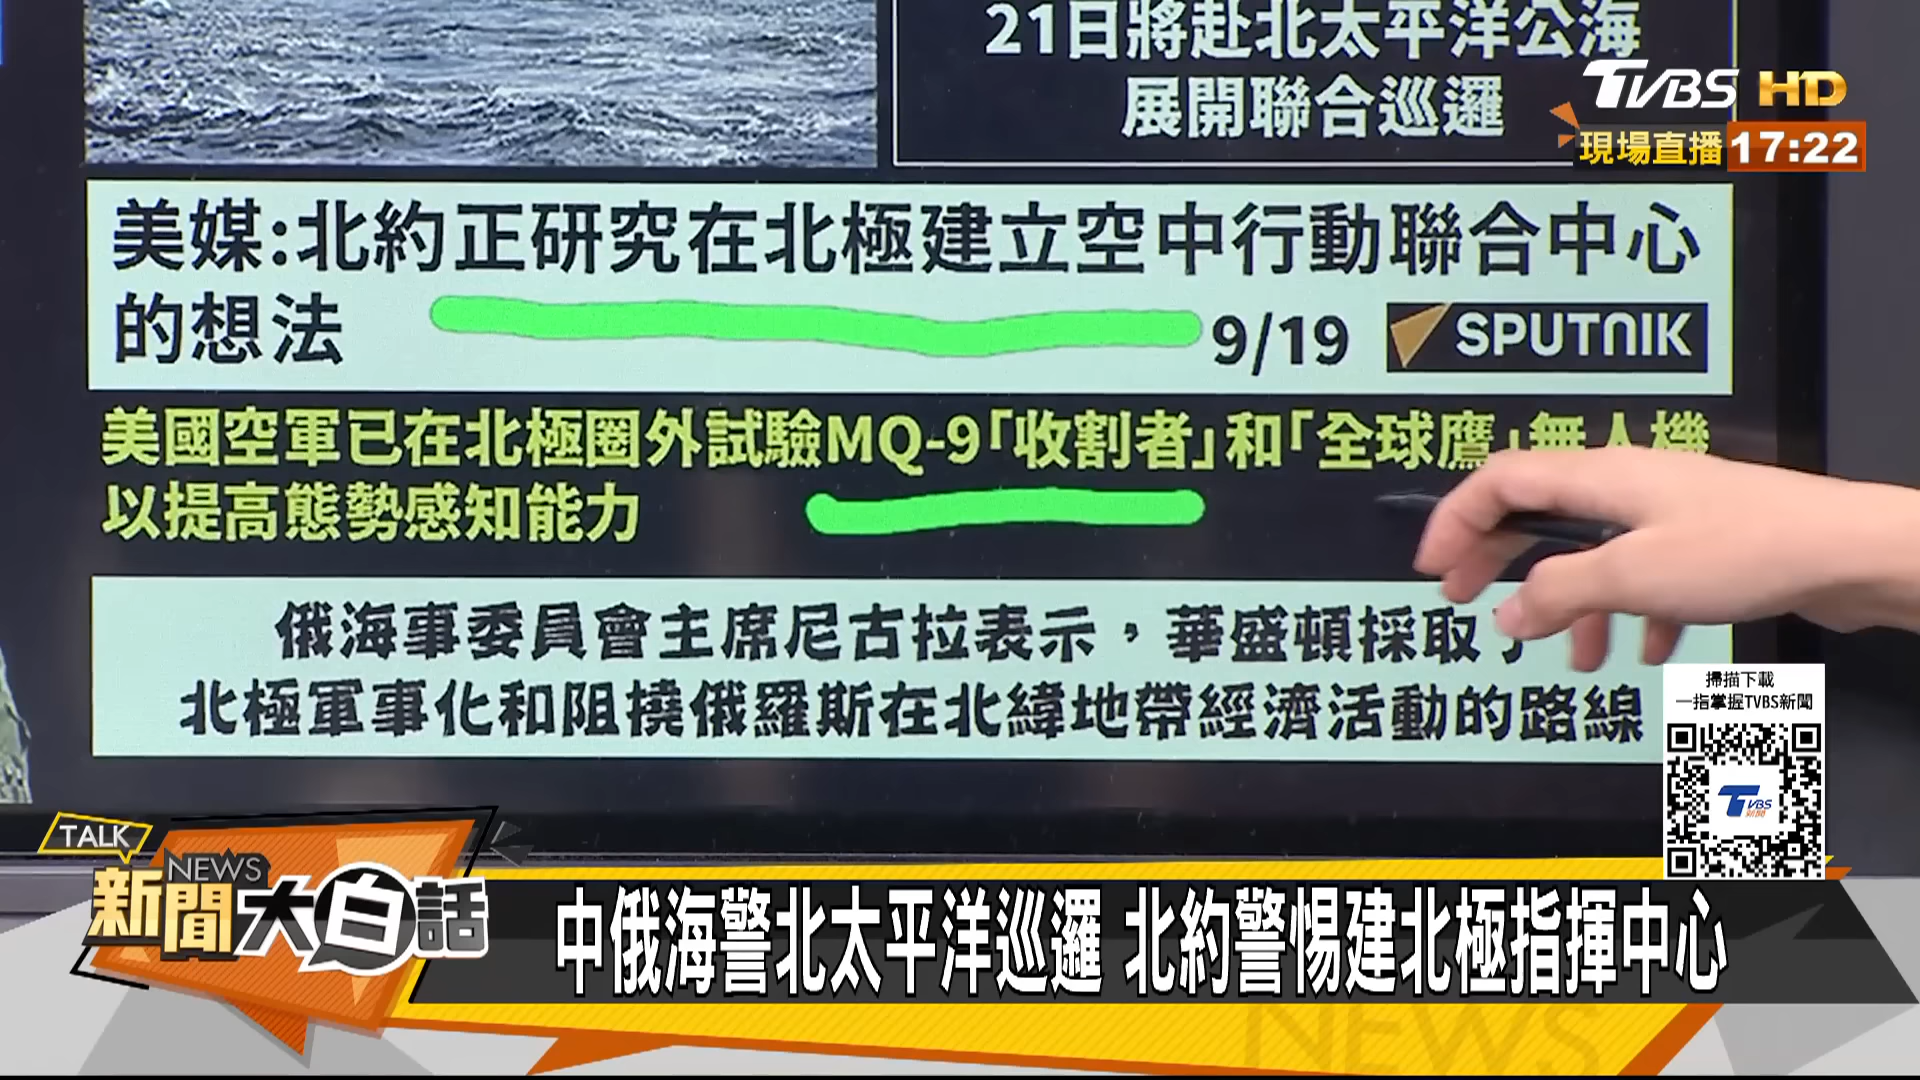 21日將赴北太平洋公海
展開聯合巡邏
TVBS HD
現場直播 17:22
美媒:北約正研究在北極建立空中行動聯合中心
的想法
9/19 SPUTNIK
美國空軍已在北極圈外試驗MQ-9「收割者」和「全球鷹」無人機
以提高態勢感知能力
俄海事委員會主席尼古拉表示，華盛頓採取了
北極軍事化和阻撓俄羅斯在北緯地帶經濟活動的路線
掃描下載
一指掌握TVBS新聞
TVBS
新聞
TALK
NEWS
新聞大白話
中俄海警北太平洋巡邏 北約警惕建北極指揮中心
NEWS